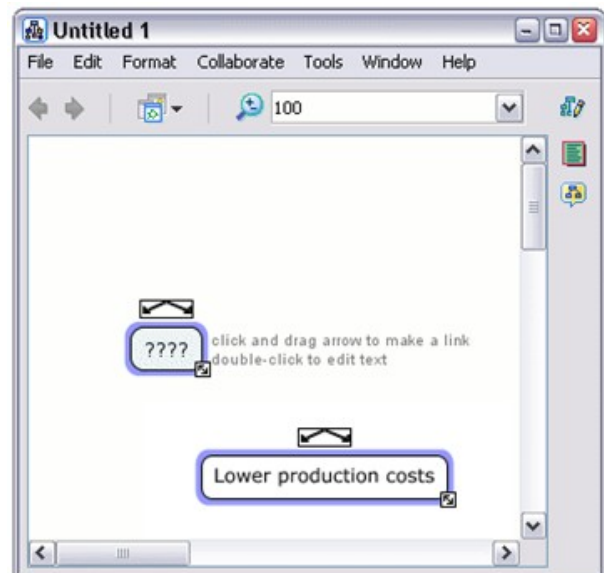 Untitled 1
File Edit Format Collaborate Tools Window Help
100
????
click and drag arrow to make a link
double-click to edit text
Lower production costs